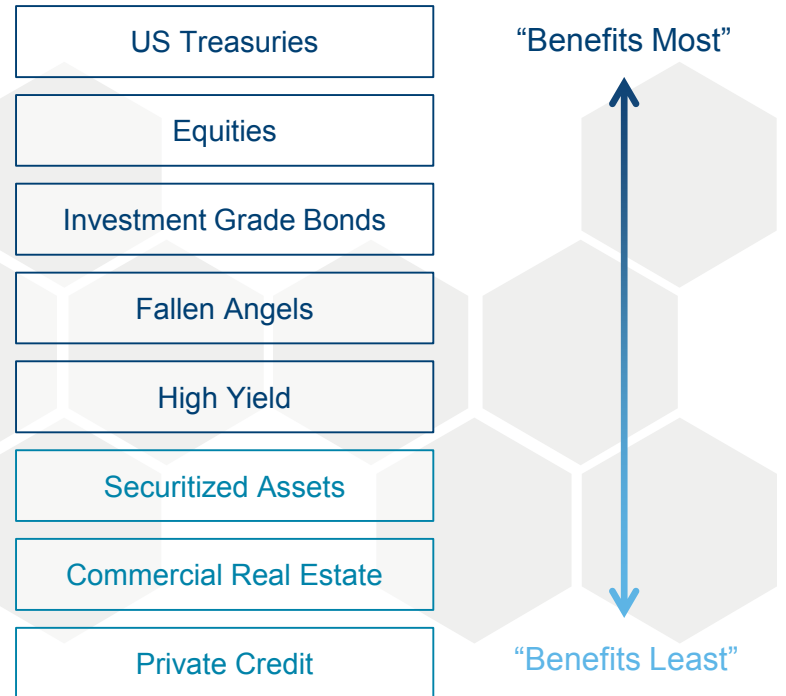 US Treasuries
“Benefits Most”
Equities
Investment Grade Bonds
Fallen Angels
High Yield
Securitized Assets
Commercial Real Estate
Private Credit
“Benefits Least”